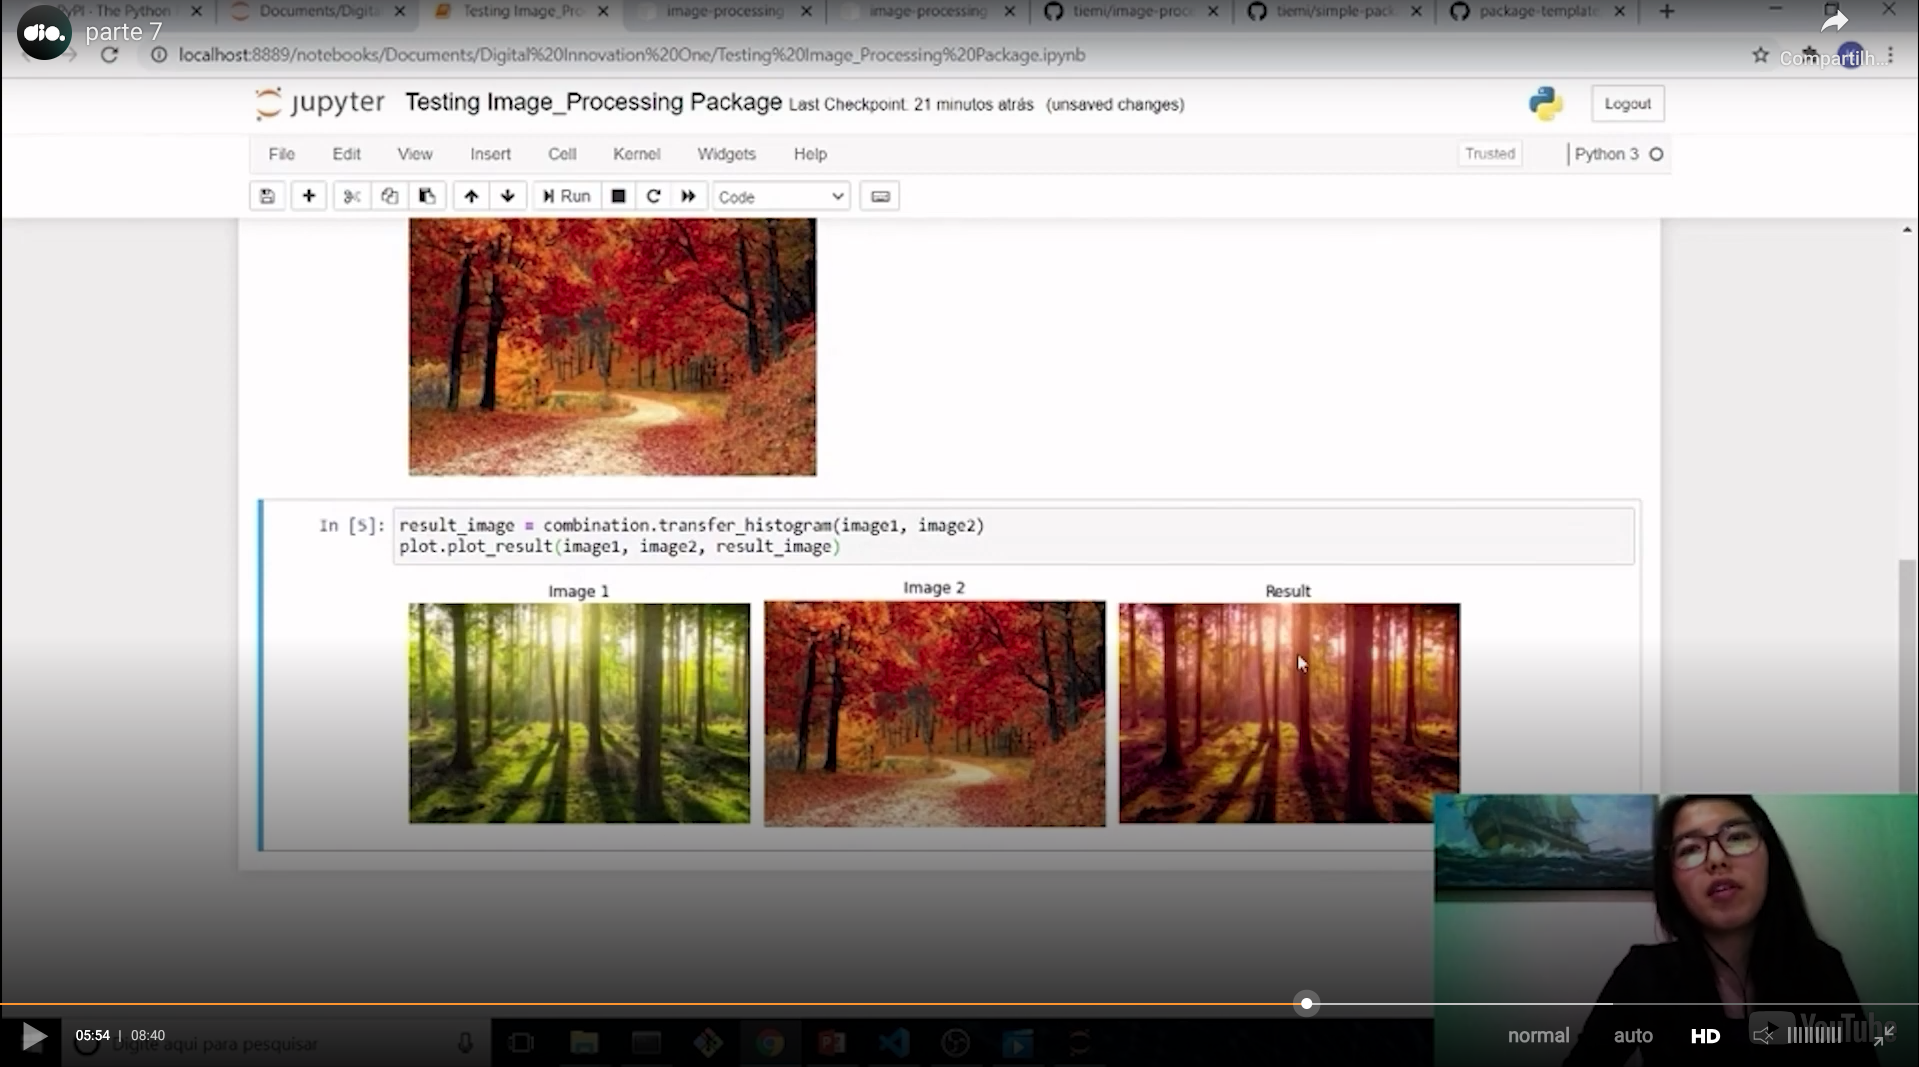 PyPI - The Python
Documents/Digita
Testing Image_Pro
image-processing
image-processing
tiemi/image-proce
tiemi/simple-pack
package-template
dio.
parte 7
localhost:8889/notebooks/Documents/Digital%20Innovation%20One/Testing%20Image_Processing%20Package.ipynb
Compartilh...
jupyter Testing Image_Processing Package Last Checkpoint: 21 minutos atrás (unsaved changes)
Logout
File Edit View Insert Cell Kernel Widgets Help
Trusted
Python 3
Run
Code
In [5]: result_image = combination.transfer_histogram(image1, image2)
plot.plot_result(image1, image2, result_image)
Image 1
Image 2
Result
05:54 | 08:40
Digite aqui para pesquisar
normal
auto
HD
YouTube